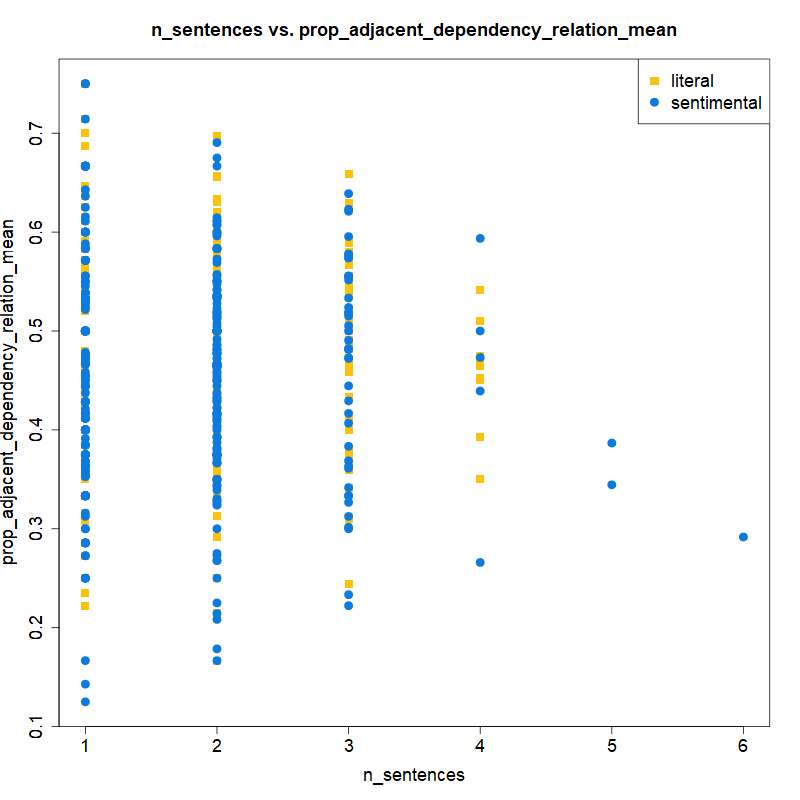 n_sentences vs. prop_adjacent_dependency_relation_mean
literal
sentimental
prop_adjacent_dependency_relation_mean
0.7
0.6
0.5
0.4
0.3
0.2
0.1
1 2 3 4 5 6
n_sentences